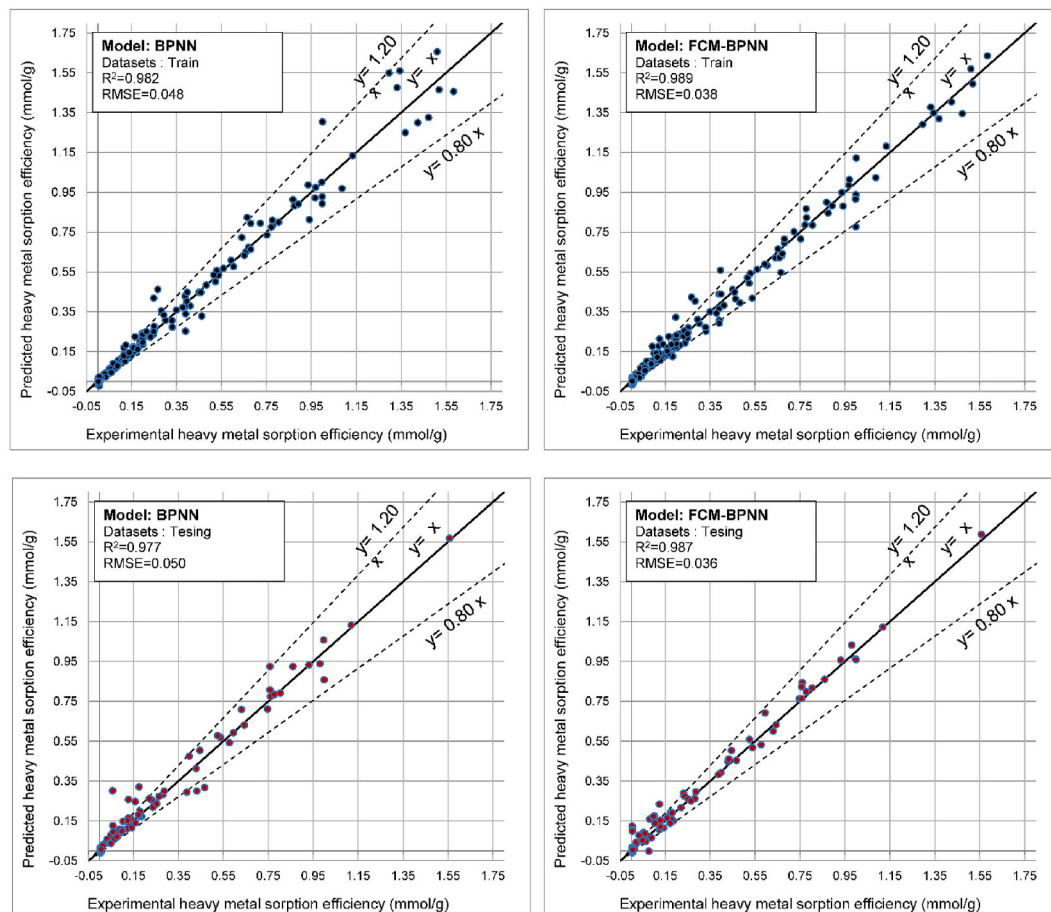 Model: BPNN
Datasets : Train
R²=0.982
RMSE=0.048
y= 1.20 x
y= x
y= 0.80 x
Predicted heavy metal sorption efficiency (mmol/g)
1.75
1.55
1.35
1.15
0.95
0.75
0.55
0.35
0.15
-0.05
-0.05 0.15 0.35 0.55 0.75 0.95 1.15 1.35 1.55 1.75
Experimental heavy metal sorption efficiency (mmol/g)
Model: FCM-BPNN
Datasets : Train
R²=0.989
RMSE=0.038
y= 1.20 x
y= x
y= 0.80 x
Predicted heavy metal sorption efficiency (mmol/g)
1.75
1.55
1.35
1.15
0.95
0.75
0.55
0.35
0.15
-0.05
-0.05 0.15 0.35 0.55 0.75 0.95 1.15 1.35 1.55 1.75
Experimental heavy metal sorption efficiency (mmol/g)
Model: BPNN
Datasets : Tesing
R²=0.977
RMSE=0.050
y= 1.20 x
y= x
y= 0.80 x
Predicted heavy metal sorption efficiency (mmol/g)
1.75
1.55
1.35
1.15
0.95
0.75
0.55
0.35
0.15
-0.05
-0.05 0.15 0.35 0.55 0.75 0.95 1.15 1.35 1.55 1.75
Experimental heavy metal sorption efficiency (mmol/g)
Model: FCM-BPNN
Datasets : Tesing
R²=0.987
RMSE=0.036
y= 1.20 x
y= x
y= 0.80 x
Predicted heavy metal sorption efficiency (mmol/g)
1.75
1.55
1.35
1.15
0.95
0.75
0.55
0.35
0.15
-0.05
-0.05 0.15 0.35 0.55 0.75 0.95 1.15 1.35 1.55 1.75
Experimental heavy metal sorption efficiency (mmol/g)